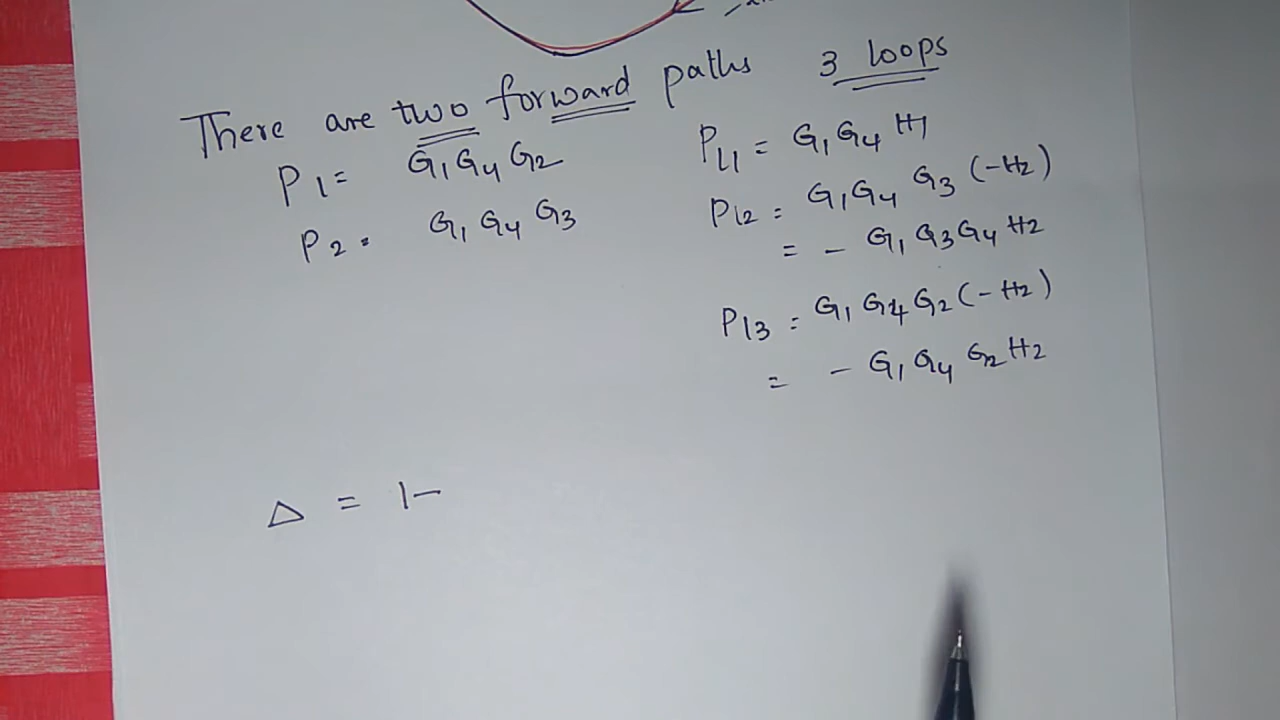 There are two forward paths 3 loops
P1 = G1G4G2
P2 = G1G4G3
PL1 = G1G4H1
PL2 = G1G4G3(-H2)
= - G1G3G4H2
PL3 = G1G4G2(-H2)
= - G1G4G2H2
Δ = 1-